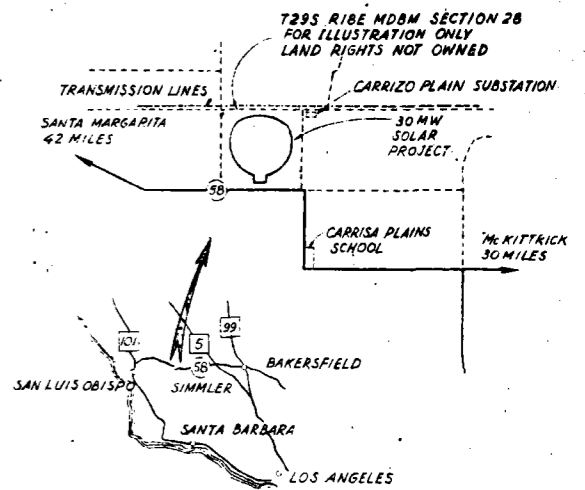 T29S R18E MDBM SECTION 28
FOR ILLUSTRATION ONLY
LAND RIGHTS NOT OWNED
TRANSMISSION LINES
CARRIZO PLAIN SUBSTATION
SANTA MARGARITA
42 MILES
30 MW
SOLAR
PROJECT
58
CARRISA PLAINS
SCHOOL
McKITTRICK
30 MILES
101
5
99
58
BAKERSFIELD
SAN LUIS OBISPO
SIMMLER
SANTA BARBARA
LOS ANGELES